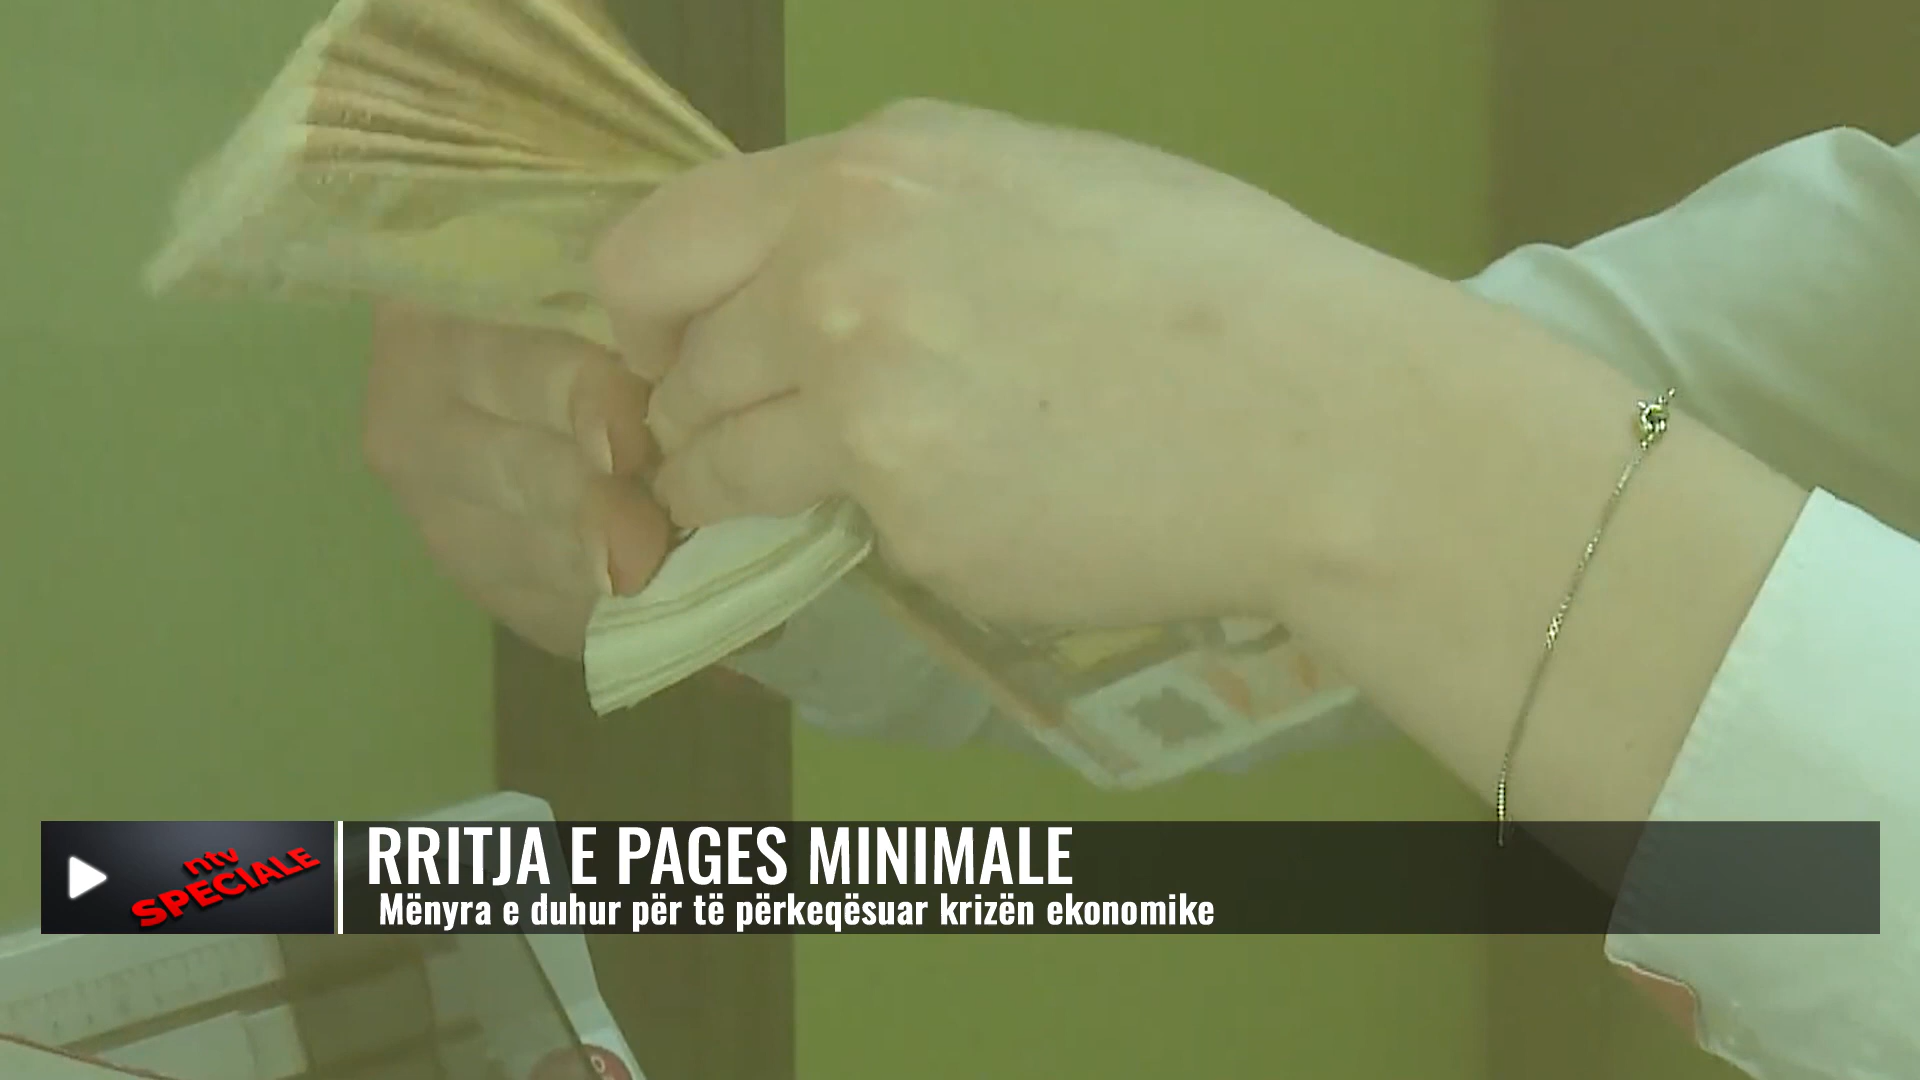 ntv
SPECIALE
RRITJA E PAGES MINIMALE
Mënyra e duhur për të përkeqësuar krizën ekonomike